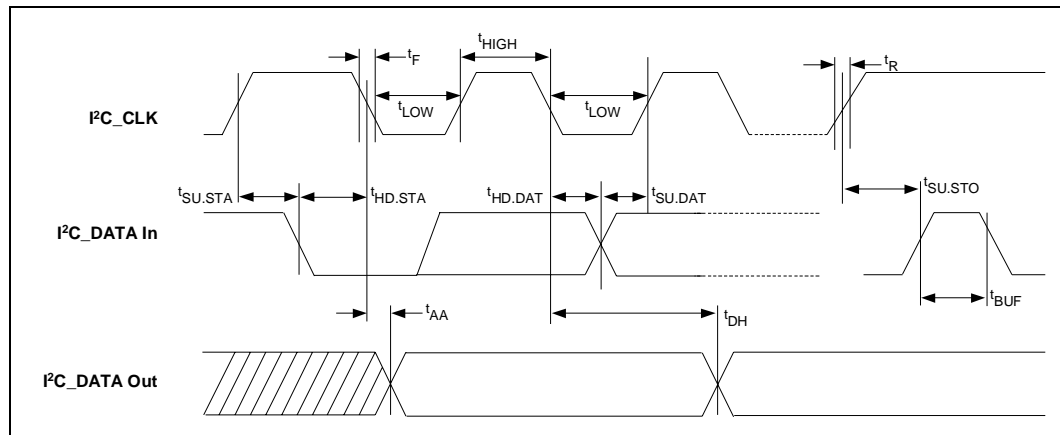 tF
tHIGH
tR
tLOW
tLOW
I²C_CLK
tSU.STA
tHD.STA
tHD.DAT
tSU.DAT
tSU.STO
I²C_DATA In
tAA
tDH
tBUF
I²C_DATA Out